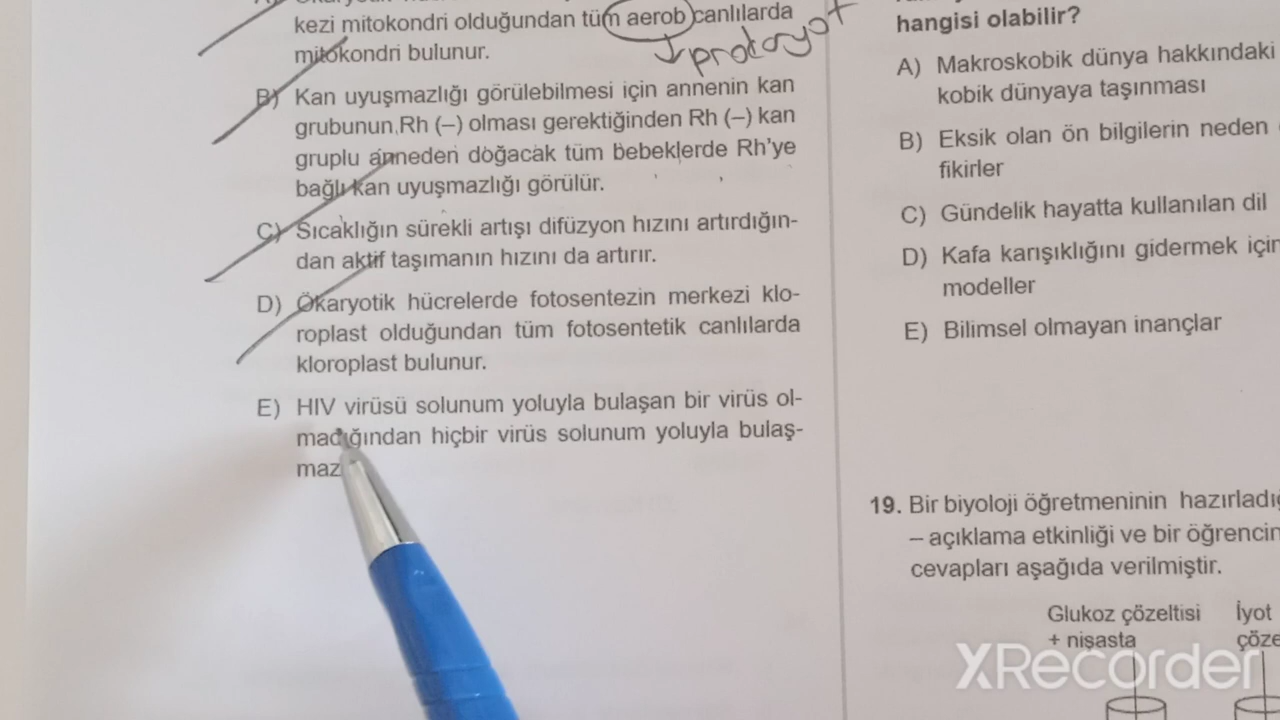 kezi mitokondri olduğundan tüm aerob canlılarda
mitokondri bulunur.
B) Kan uyuşmazlığı görülebilmesi için annenin kan
grubunun Rh (–) olması gerektiğinden Rh (–) kan
gruplu anneden doğacak tüm bebeklerde Rh'ye
bağlı kan uyuşmazlığı görülür.
C) Sıcaklığın sürekli artışı difüzyon hızını artırdığın-
dan aktif taşımanın hızını da artırır.
D) Ökaryotik hücrelerde fotosentezin merkezi klo-
roplast olduğundan tüm fotosentetik canlılarda
kloroplast bulunur.
E) HIV virüsü solunum yoluyla bulaşan bir virüs ol-
madığından hiçbir virüs solunum yoluyla bulaş-
maz
hangisi olabilir?
A) Makroskobik dünya hakkındaki
kobik dünyaya taşınması
B) Eksik olan ön bilgilerin neden
fikirler
C) Gündelik hayatta kullanılan dil
D) Kafa karışıklığını gidermek için
modeller
E) Bilimsel olmayan inançlar
19. Bir biyoloji öğretmeninin hazırladığ
– açıklama etkinliği ve bir öğrencin
cevapları aşağıda verilmiştir.
Glukoz çözeltisi
+ nişasta
İyot
çöze
XRecorder